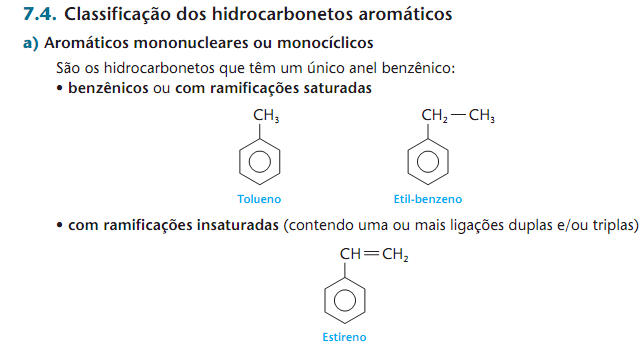 7.4. Classificação dos hidrocarbonetos aromáticos
a) Aromáticos mononucleares ou monocíclicos
São os hidrocarbonetos que têm um único anel benzênico:
• benzênicos ou com ramificações saturadas
CH₃
CH₂—CH₃
Tolueno
Etil-benzeno
• com ramificações insaturadas (contendo uma ou mais ligações duplas e/ou triplas)
CH=CH₂
Estireno